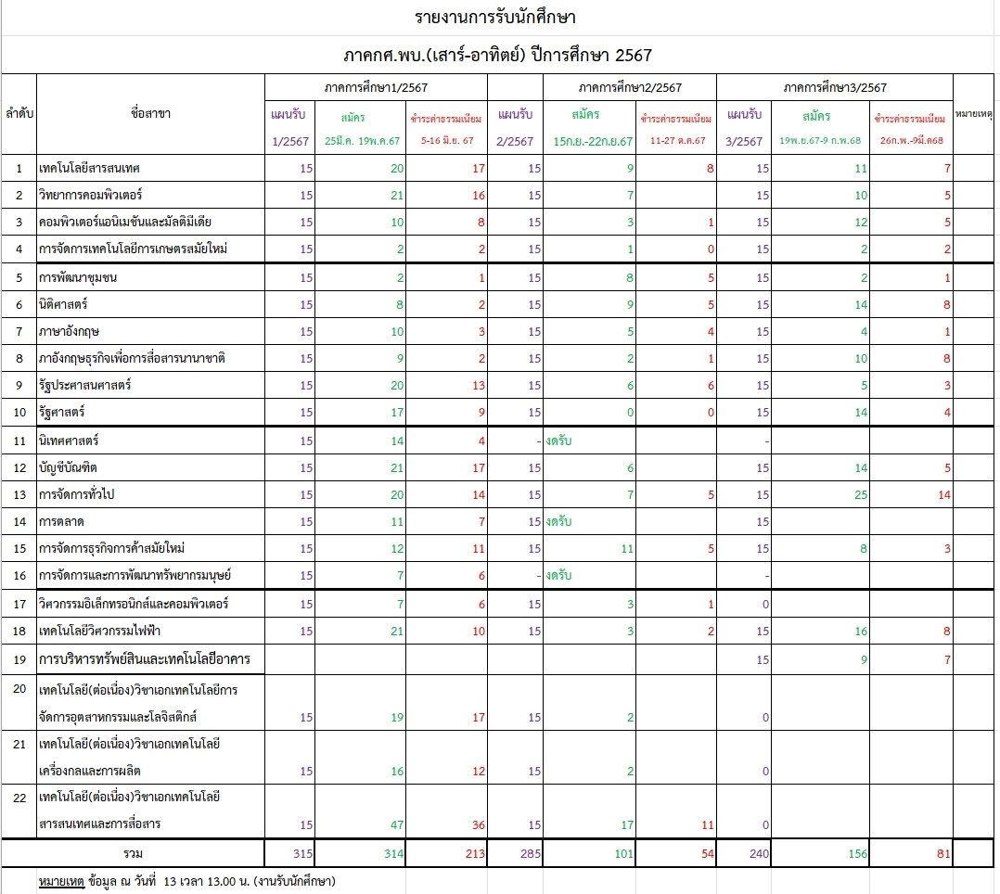 รายงานการรับนักศึกษา
ภาคกศ.พบ.(เสาร์-อาทิตย์) ปีการศึกษา 2567
ลำดับ ชื่อสาขา ภาคการศึกษา1/2567 ภาคการศึกษา2/2567 ภาคการศึกษา3/2567 หมายเหตุ
แผนรับ สมัคร ชำระค่าธรรมเนียม แผนรับ สมัคร ชำระค่าธรรมเนียม แผนรับ สมัคร ชำระค่าธรรมเนียม
1/2567 25มี.ค. 19พ.ค.67 5-16 มิ.ย. 67 2/2567 15ก.ย.-22ก.ย.67 11-27 ต.ค.67 3/2567 19พ.ย.67-9 ก.พ.68 26ก.พ.-9มี.ค68
1 เทคโนโลยีสารสนเทศ 15 20 17 15 9 8 15 11 7
2 วิทยาการคอมพิวเตอร์ 15 21 16 15 7 15 10 5
3 คอมพิวเตอร์แอนิเมชันและมัลติมีเดีย 15 10 8 15 3 1 15 12 5
4 การจัดการเทคโนโลยีการเกษตรสมัยใหม่ 15 2 2 15 1 0 15 2 2
5 การพัฒนาชุมชน 15 2 1 15 8 5 15 2 1
6 นิติศาสตร์ 15 8 2 15 9 5 15 14 8
7 ภาษาอังกฤษ 15 10 3 15 5 4 15 4 1
8 ภาอังกฤษธุรกิจเพื่อการสื่อสารนานาชาติ 15 9 2 15 2 1 15 10 8
9 รัฐประศาสนศาสตร์ 15 20 13 15 6 6 15 5 3
10 รัฐศาสตร์ 15 17 9 15 0 0 15 14 4
11 นิเทศศาสตร์ 15 14 4 - งดรับ -
12 บัญชีบัณฑิต 15 21 17 15 6 15 14 5
13 การจัดการทั่วไป 15 20 14 15 7 5 15 25 14
14 การตลาด 15 11 7 15 งดรับ 15
15 การจัดการธุรกิจการค้าสมัยใหม่ 15 12 11 15 11 5 15 8 3
16 การจัดการและการพัฒนาทรัพยากรมนุษย์ 15 7 6 - งดรับ -
17 วิศวกรรมอิเล็กทรอนิกส์และคอมพิวเตอร์ 15 7 6 15 3 1 0
18 เทคโนโลยีวิศวกรรมไฟฟ้า 15 21 10 15 3 2 15 16 8
19 การบริหารทรัพย์สินและเทคโนโลยีอาคาร 15 9 7
20 เทคโนโลยี(ต่อเนื่อง)วิชาเอกเทคโนโลยีการ
จัดการอุตสาหกรรมและโลจิสติกส์ 15 19 17 15 2 0
21 เทคโนโลยี(ต่อเนื่อง)วิชาเอกเทคโนโลยี
เครื่องกลและการผลิต 15 16 12 15 2 0
22 เทคโนโลยี(ต่อเนื่อง)วิชาเอกเทคโนโลยี
สารสนเทศและการสื่อสาร 15 47 36 15 17 11 0
รวม 315 314 213 285 101 54 240 156 81
หมายเหตุ ข้อมูล ณ วันที่ 13 เวลา 13.00 น. (งานรับนักศึกษา)